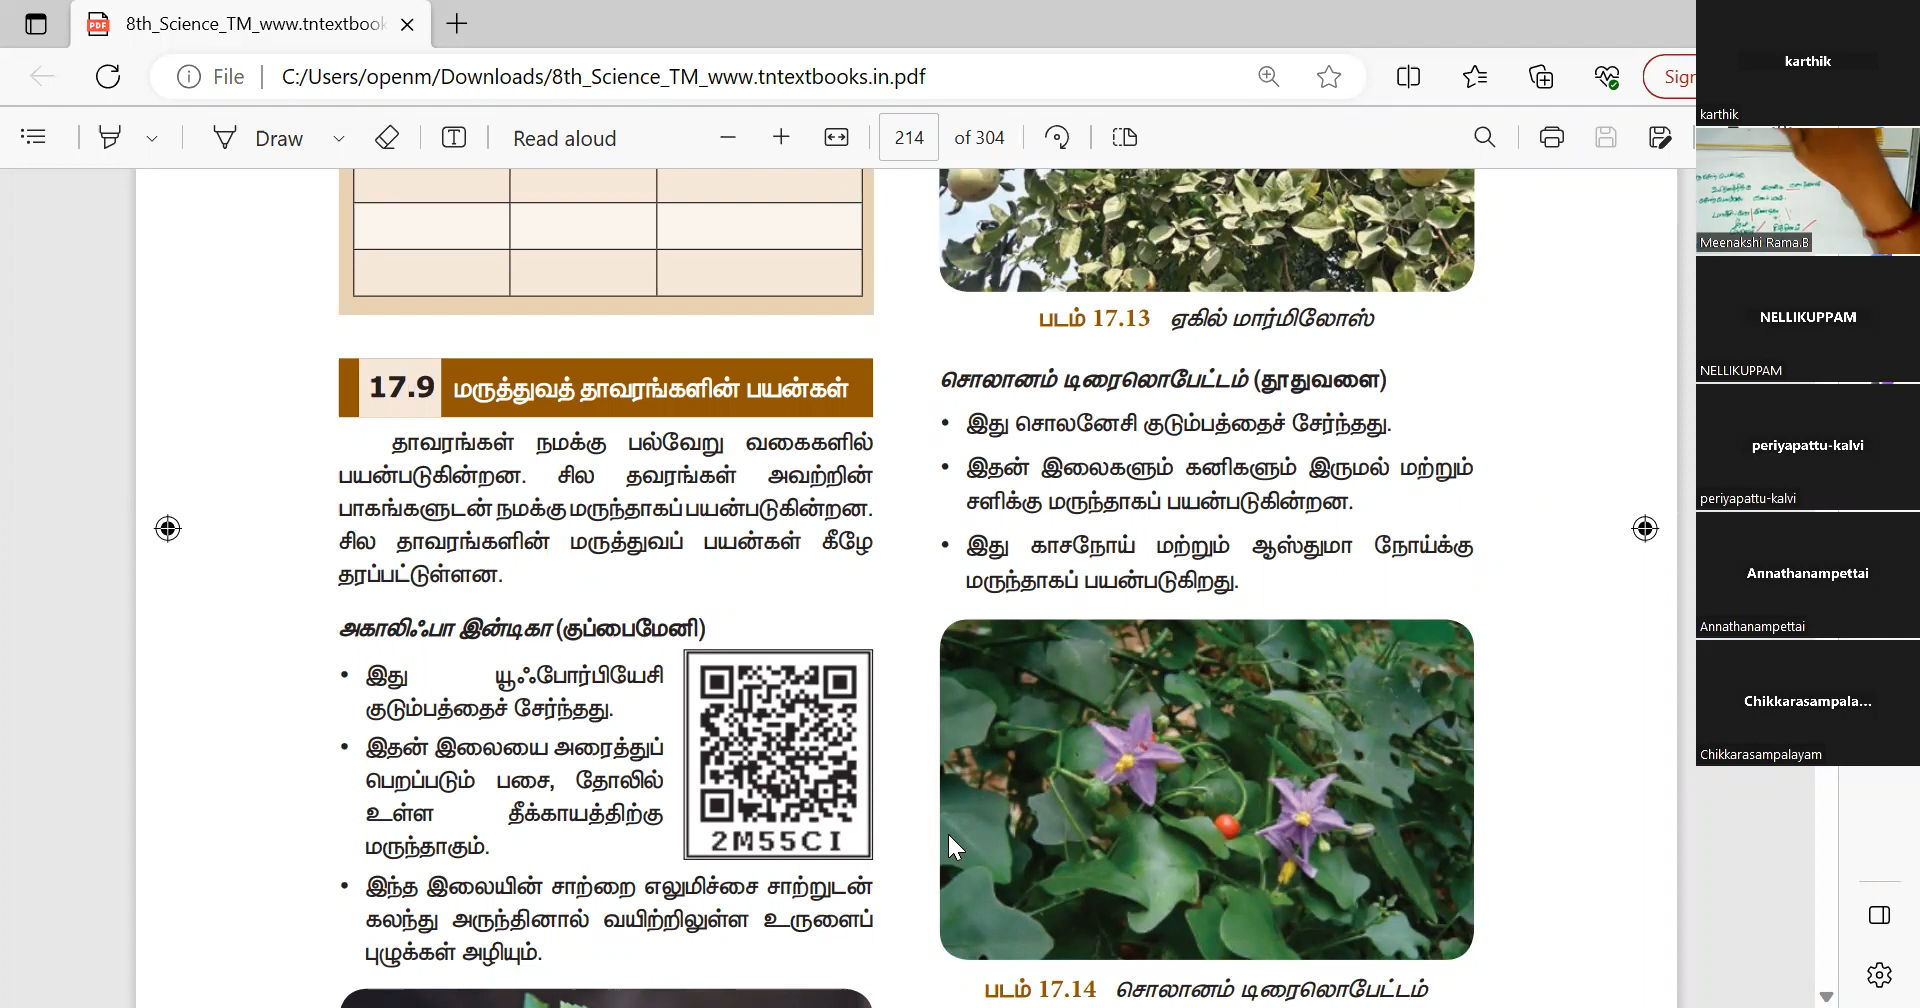 8th_Science_TM_www.tntextbook
File
C:/Users/openm/Downloads/8th_Science_TM_www.tntextbooks.in.pdf
Sign
Draw
Read aloud
214 of 304
17.9 மருத்துவத் தாவரங்களின் பயன்கள்
தாவரங்கள் நமக்கு பல்வேறு வகைகளில்
பயன்படுகின்றன. சில தவரங்கள் அவற்றின்
பாகங்களுடன் நமக்கு மருந்தாகப் பயன்படுகின்றன.
சில தாவரங்களின் மருத்துவப் பயன்கள் கீழே
தரப்பட்டுள்ளன.
அகாலிஃபா இன்டிகா (குப்பைமேனி)
• இது யூஃபோர்பியேசி
குடும்பத்தைச் சேர்ந்தது.
• இதன் இலையை அரைத்துப்
பெறப்படும் பசை, தோலில்
உள்ள தீக்காயத்திற்கு
மருந்தாகும்.
2M55CI
• இந்த இலையின் சாற்றை எலுமிச்சை சாற்றுடன்
கலந்து அருந்தினால் வயிற்றிலுள்ள உருளைப்
புழுக்கள் அழியும்.
படம் 17.13 ஏகில் மார்மிலோஸ்
சொலானம் டிரைலொபேட்டம் (தூதுவளை)
• இது சொலனேசி குடும்பத்தைச் சேர்ந்தது.
• இதன் இலைகளும் கனிகளும் இருமல் மற்றும்
சளிக்கு மருந்தாகப் பயன்படுகின்றன.
• இது காசநோய் மற்றும் ஆஸ்துமா நோய்க்கு
மருந்தாகப் பயன்படுகிறது.
படம் 17.14 சொலானம் டிரைலொபேட்டம்
karthik
karthik
Meenakshi Rama.B
NELLIKUPPAM
NELLIKUPPAM
periyapattu-kalvi
periyapattu-kalvi
Annathanampettai
Annathanampettai
Chikkarasampala...
Chikkarasampalayam